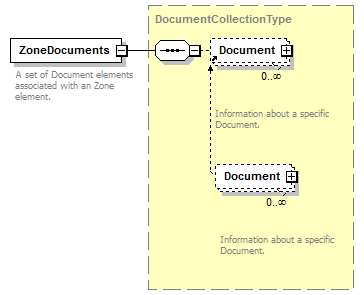 DocumentCollectionType
ZoneDocuments
Document
A set of Document elements
associated with an Zone
element.
0..∞
Information about a specific
Document.
Document
0..∞
Information about a specific
Document.